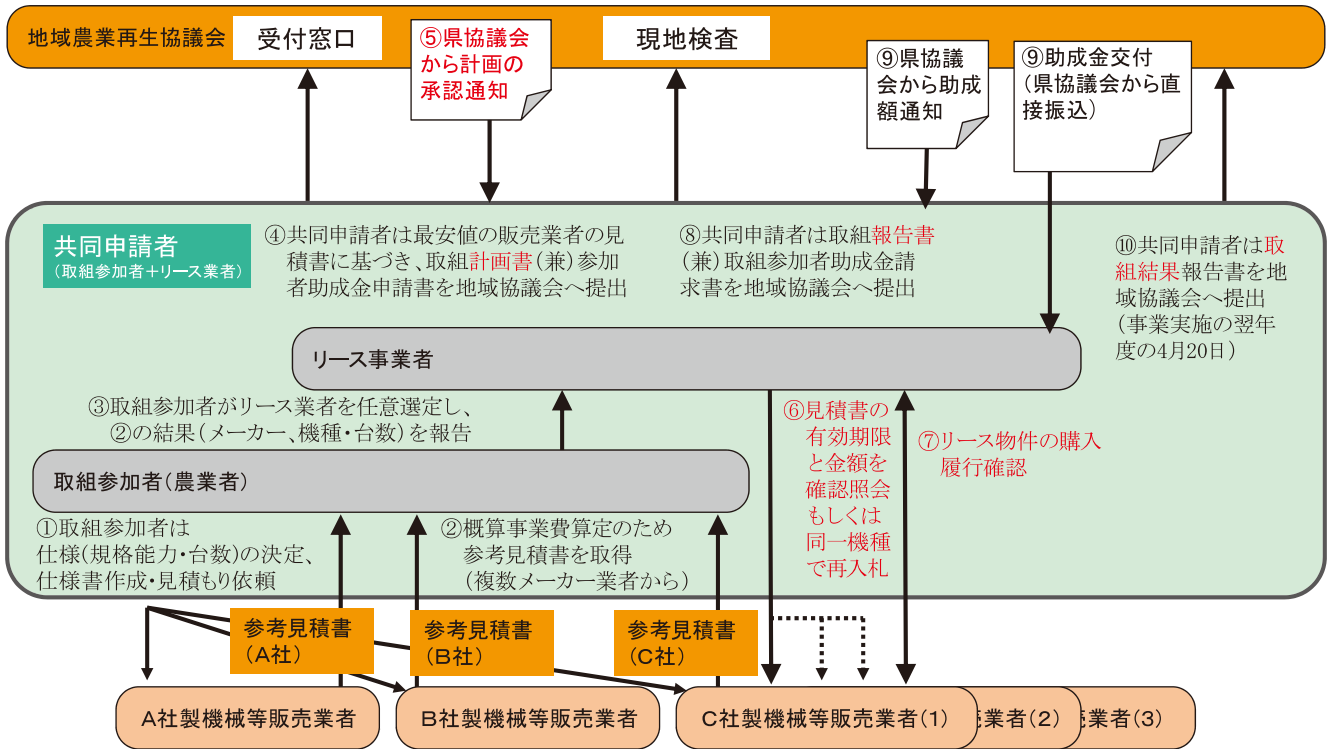 地域農業再生協議会
受付窓口
⑤県協議会
から計画の
承認通知
現地検査
⑨県協議
会から助成
額通知
⑨助成金交付
（県協議会から直
接振込）
共同申請者
（取組参加者＋リース業者）
④共同申請者は最安値の販売業者の見
積書に基づき、取組計画書（兼）参加
者助成金申請書を地域協議会へ提出
⑧共同申請者は取組報告書
（兼）取組参加者助成金請
求書を地域協議会へ提出
⑩共同申請者は取
組結果報告書を地
域協議会へ提出
（事業実施の翌年
度の4月20日）
リース事業者
③取組参加者がリース業者を任意選定し、
②の結果（メーカー、機種・台数）を報告
⑥見積書の
有効期限
と金額を
確認照会
もしくは
同一機種
で再入札
⑦リース物件の購入
履行確認
取組参加者（農業者）
①取組参加者は
仕様（規格能力・台数）の決定、
仕様書作成・見積もり依頼
②概算事業費算定のため
参考見積書を取得
（複数メーカー業者から）
参考見積書
（A社）
参考見積書
（B社）
参考見積書
（C社）
A社製機械等販売業者
B社製機械等販売業者
C社製機械等販売業者（1）
業者（2）
業者（3）